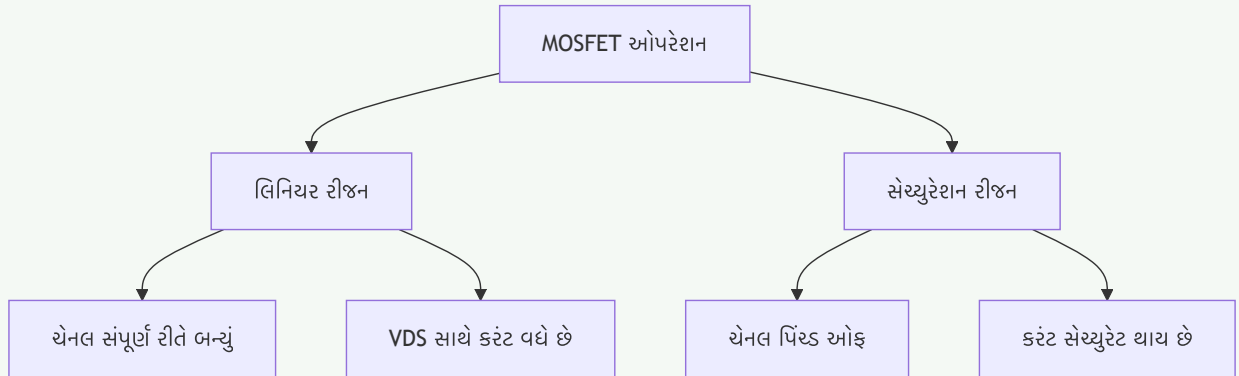 MOSFET ઓપરેશન
લિનિયર રીજન
સેચ્યુરેશન રીજન
ચેનલ સંપૂર્ણ રીતે બન્યું
VDS સાથે કરંટ વધે છે
ચેનલ પિંચ્ડ ઓફ
કરંટ સેચ્યુરેટ થાય છે